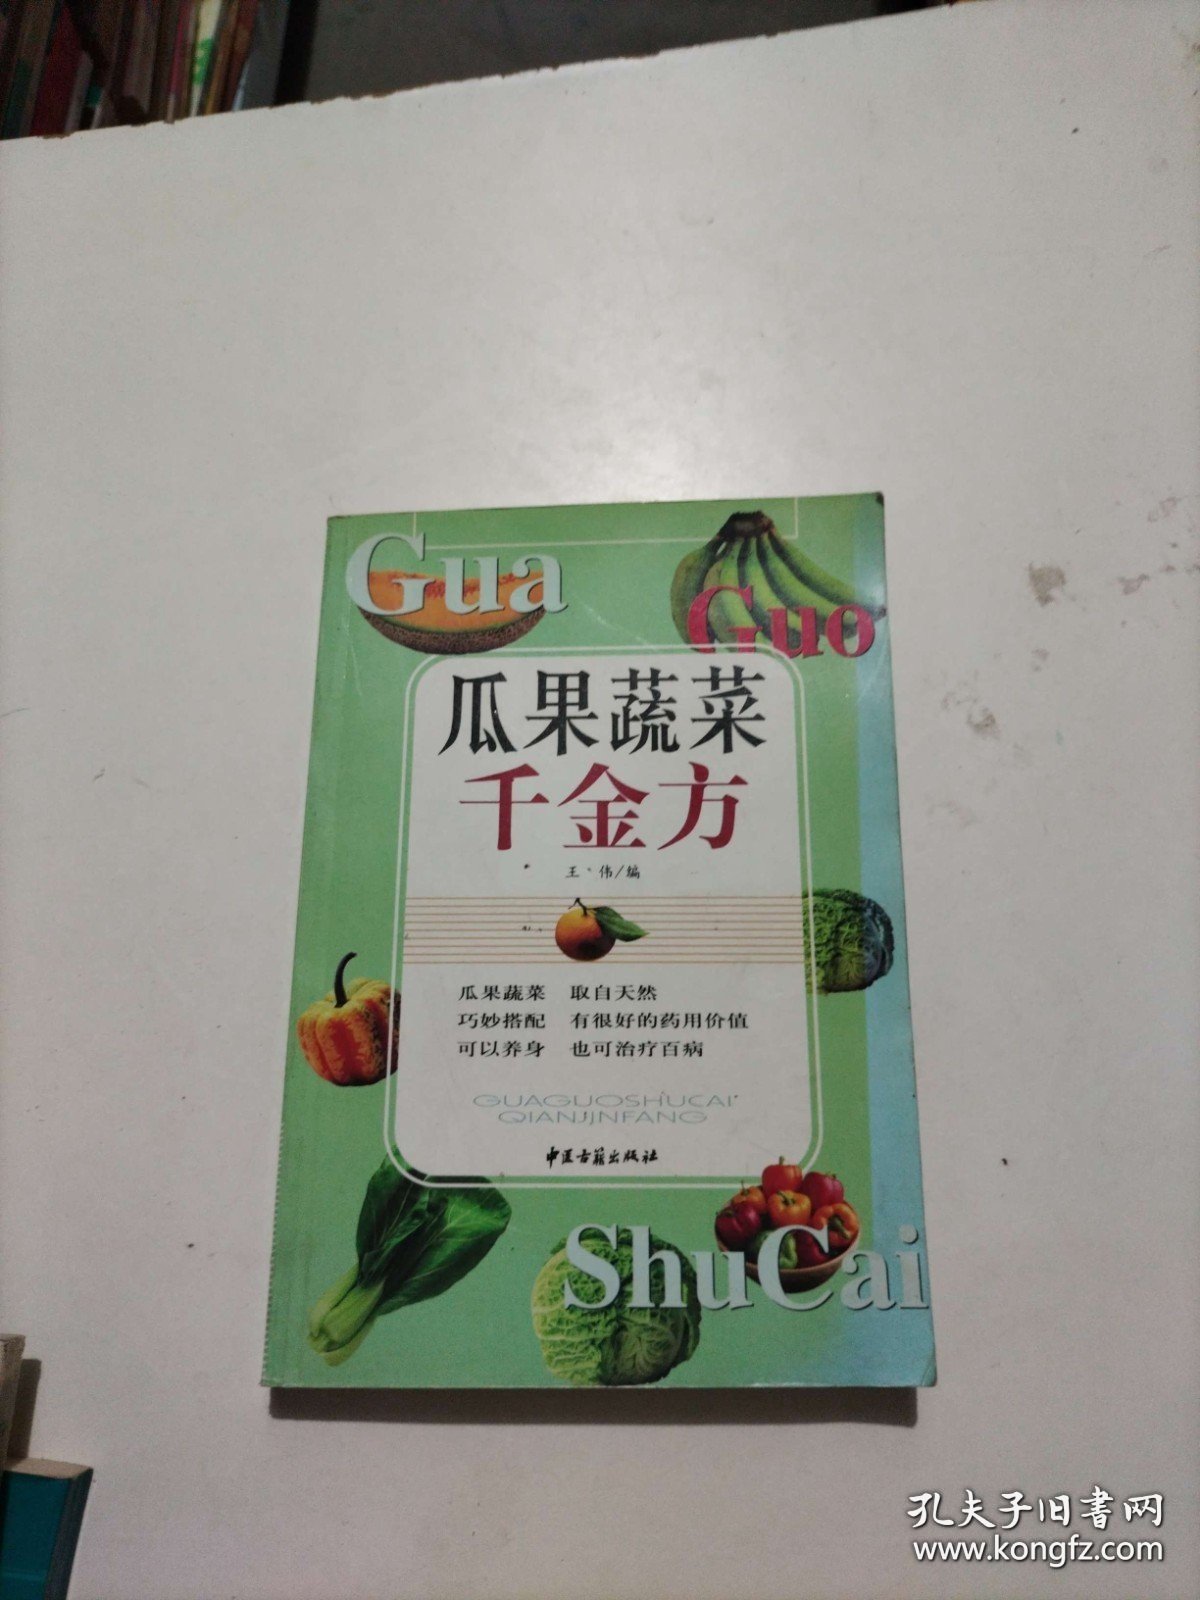 Gua
Guo
瓜果蔬菜
千金方
王 伟/编
瓜果蔬菜 取自天然
巧妙搭配 有很好的药用价值
可以养身 也可治疗百病
GUAGUOSHUCAI
QIANJINFANG
中医古籍出版社
ShuCai
孔夫子旧书网
www.kongfz.com